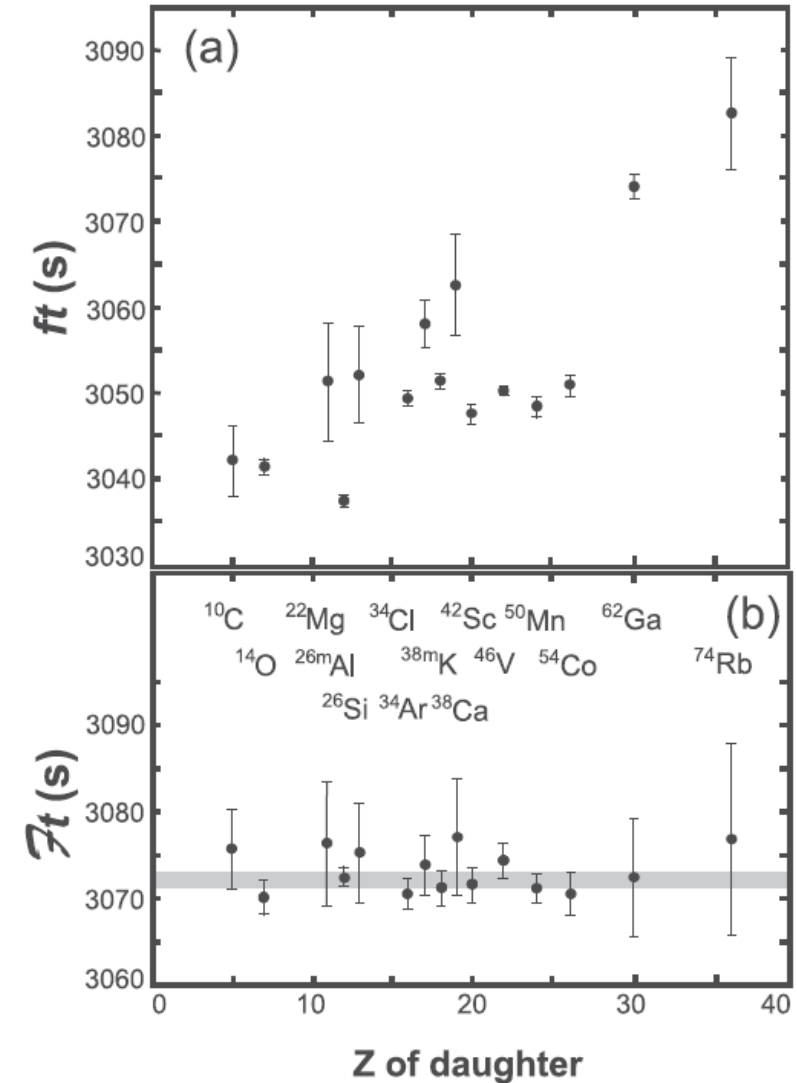 (a)
3090
3080
3070
3060
3050
3040
3030
ft (s)
(b)
¹⁰C ²²Mg ³⁴Cl ⁴²Sc ⁵⁰Mn ⁶²Ga
¹⁴O ²⁶ᵐAl ³⁸ᵐK ⁴⁶V ⁵⁴Co ⁷⁴Rb
²⁶Si ³⁴Ar ³⁸Ca
3090
3080
3070
3060
ℱt (s)
0 10 20 30 40
Z of daughter